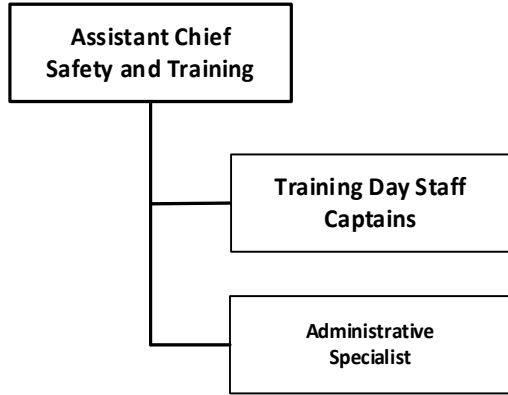 Assistant Chief
Safety and Training
Training Day Staff
Captains
Administrative
Specialist